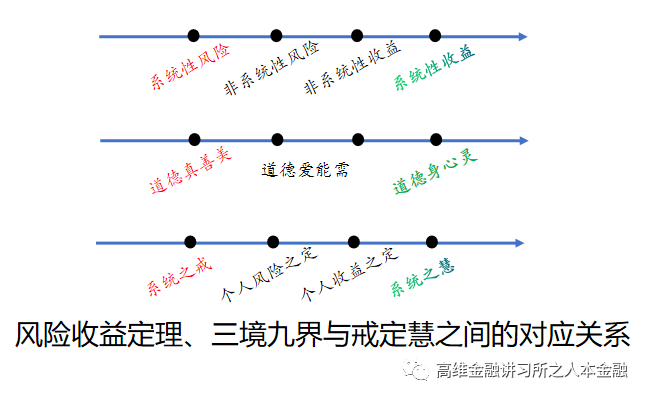 系统性风险
非系统性风险
非系统性收益
系统性收益
道德真善美
道德爱能需
道德身心灵
系统之戒
个人风险之定
个人收益之定
系统之慧
风险收益定理、三境九界与戒定慧之间的对应关系
高维金融讲习所之人本金融